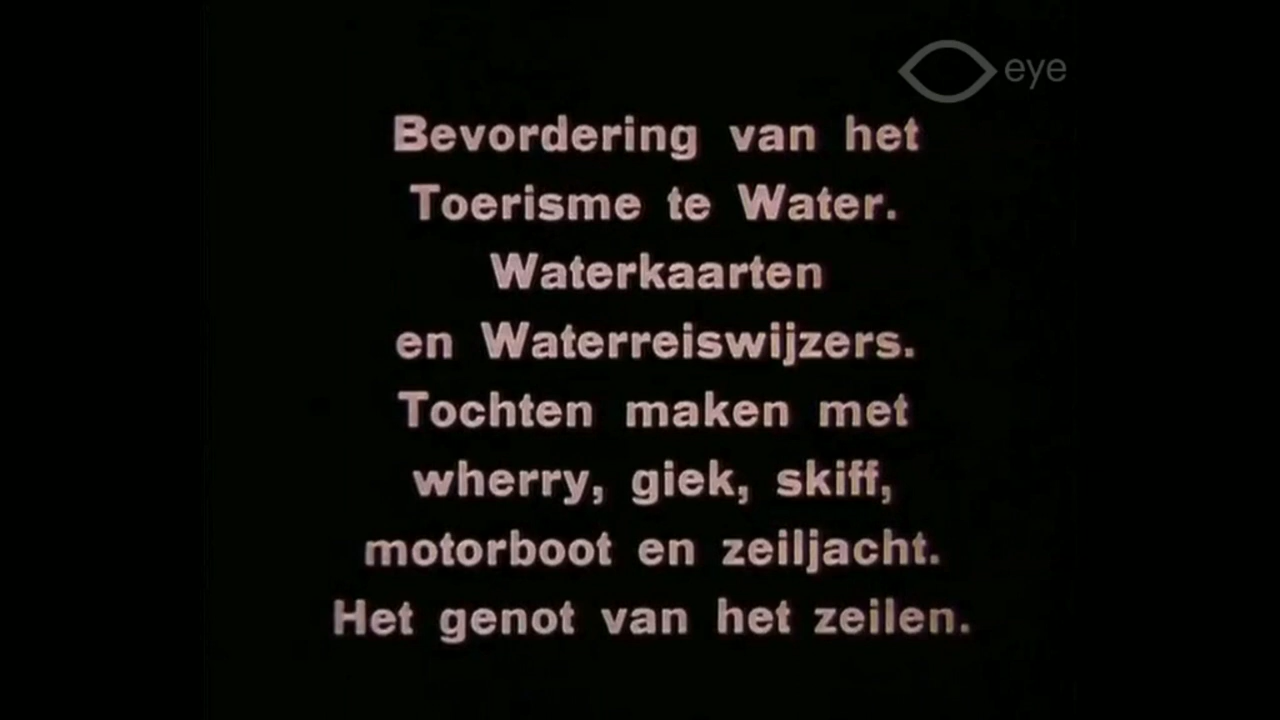 eye
Bevordering van het
Toerisme te Water.
Waterkaarten
en Waterreiswijzers.
Tochten maken met
wherry, giek, skiff,
motorboot en zeiljacht.
Het genot van het zeilen.